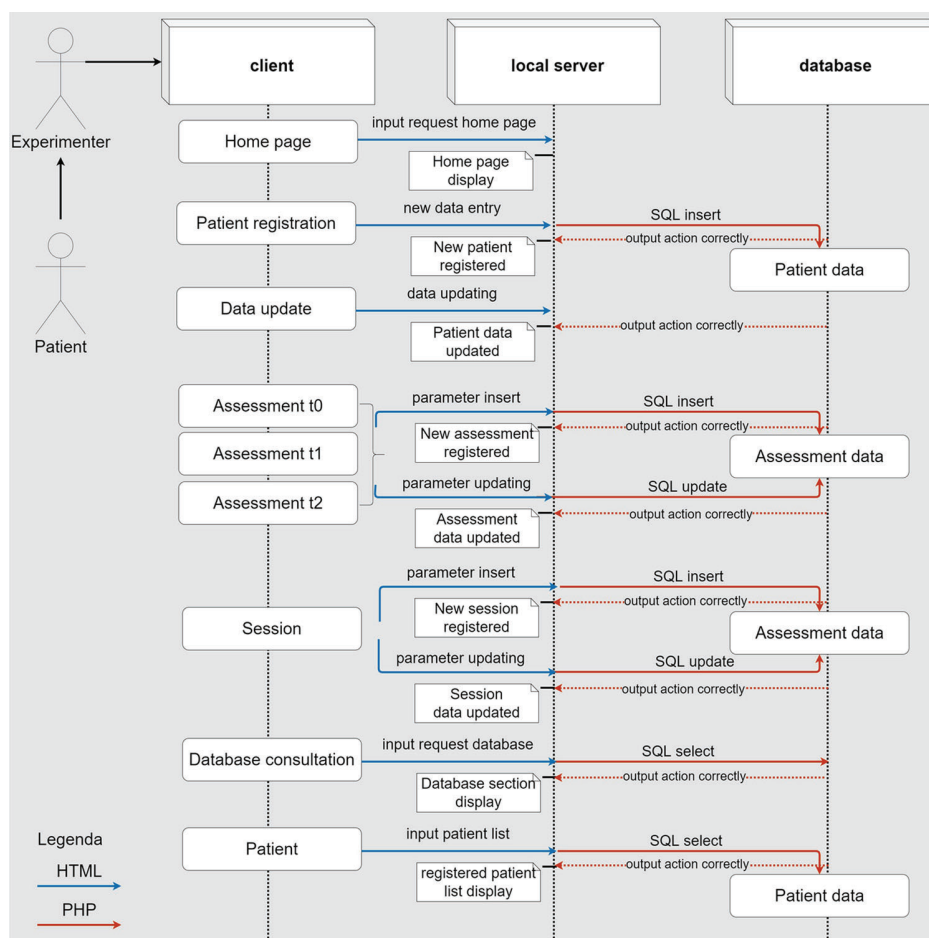 client
local server
database
Experimenter
Home page
input request home page
Home page
display
Patient registration
new data entry
SQL insert
New patient
registered
output action correctly
Patient data
Patient
Data update
data updating
Patient data
updated
output action correctly
Assessment t0
Assessment t1
Assessment t2
parameter insert
SQL insert
New assessment
registered
output action correctly
Assessment data
parameter updating
SQL update
Assessment
data updated
output action correctly
Session
parameter insert
SQL insert
New session
registered
output action correctly
Assessment data
parameter updating
SQL update
Session
data updated
output action correctly
Database consultation
input request database
SQL select
Database section
display
output action correctly
Patient
input patient list
SQL select
registered patient
list display
output action correctly
Patient data
Legenda
HTML
PHP